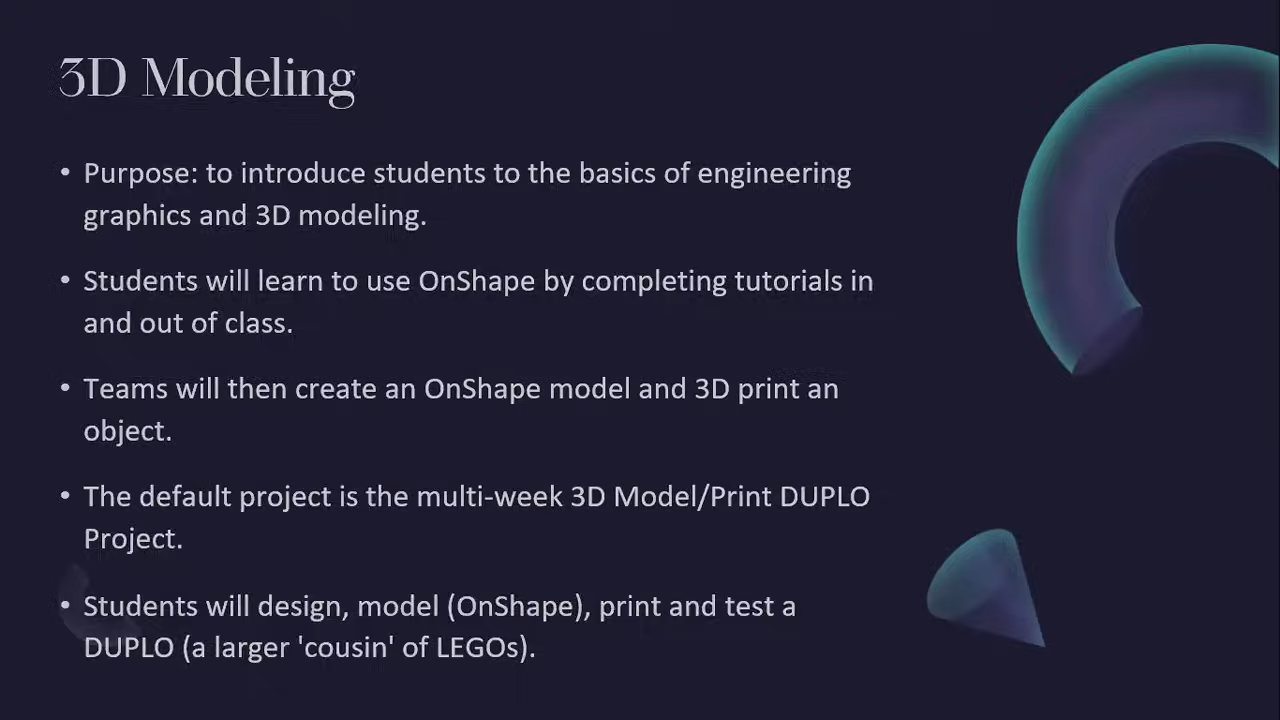 3D Modeling
• Purpose: to introduce students to the basics of engineering
graphics and 3D modeling.
• Students will learn to use OnShape by completing tutorials in
and out of class.
• Teams will then create an OnShape model and 3D print an
object.
• The default project is the multi-week 3D Model/Print DUPLO
Project.
• Students will design, model (OnShape), print and test a
DUPLO (a larger 'cousin' of LEGOs).